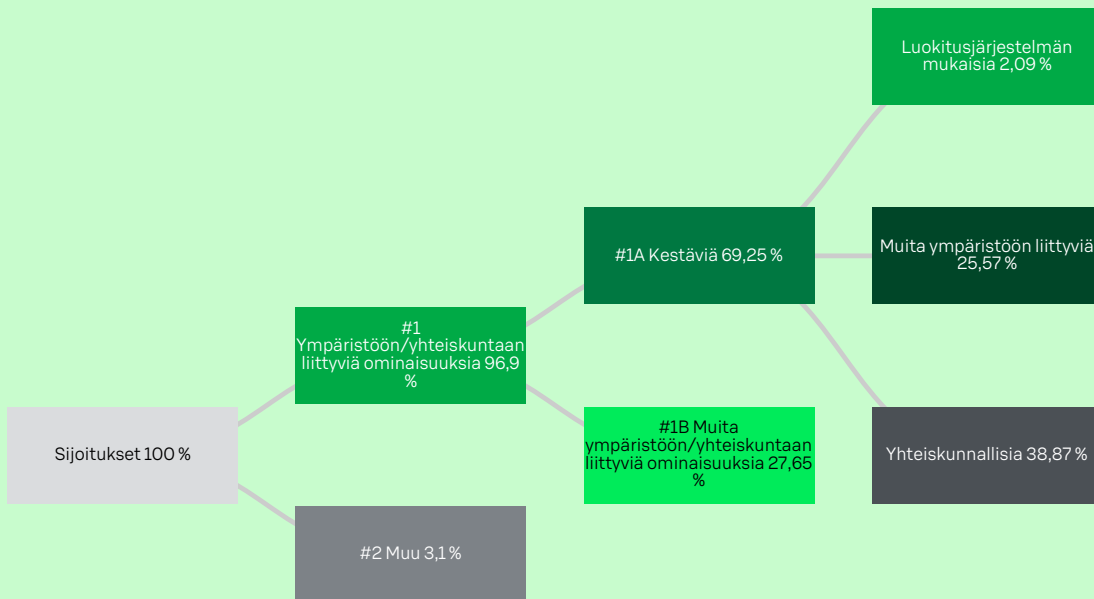 Luokitusjärjestelmän
mukaisia 2,09 %
Muita ympäristöön liittyviä
25,57 %
#1A Kestäviä 69,25 %
#1
Ympäristöön/yhteiskuntaan
liittyviä ominaisuuksia 96,9
%
Sijoitukset 100 %
#1B Muita
ympäristöön/yhteiskuntaan
liittyviä ominaisuuksia 27,65
%
Yhteiskunnallisia 38,87 %
#2 Muu 3,1 %